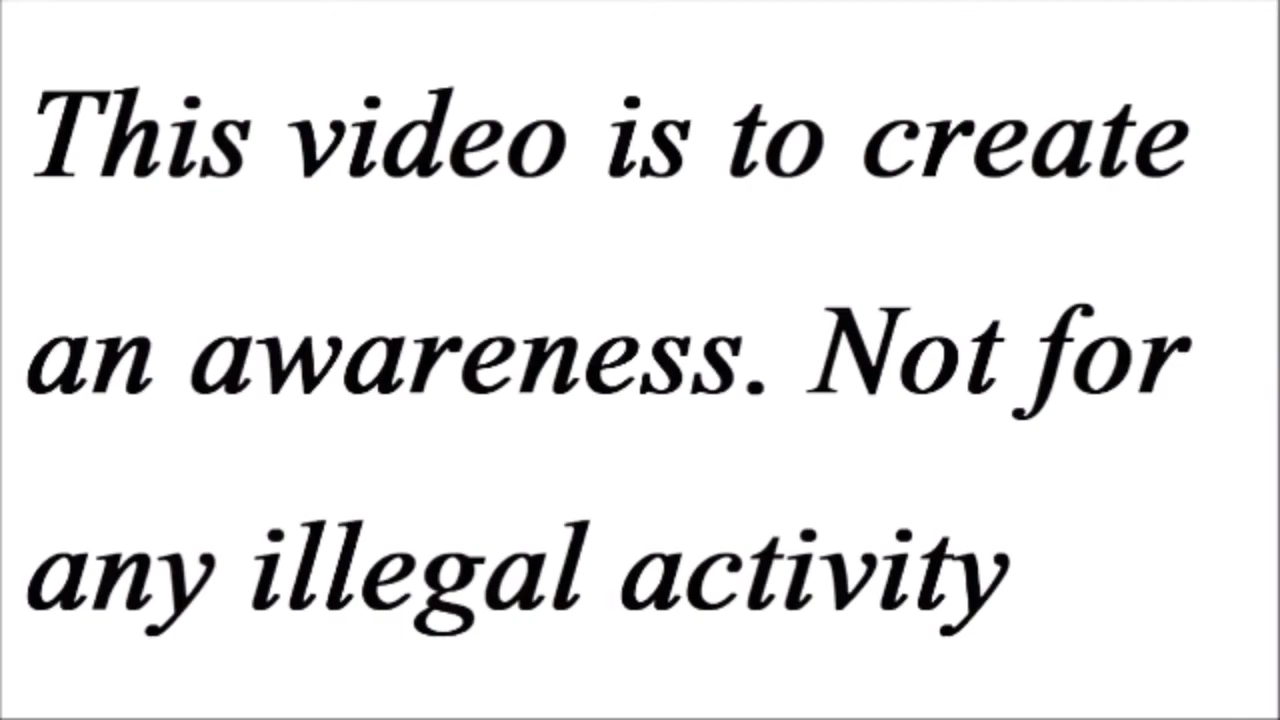 This video is to create
an awareness. Not for
any illegal activity